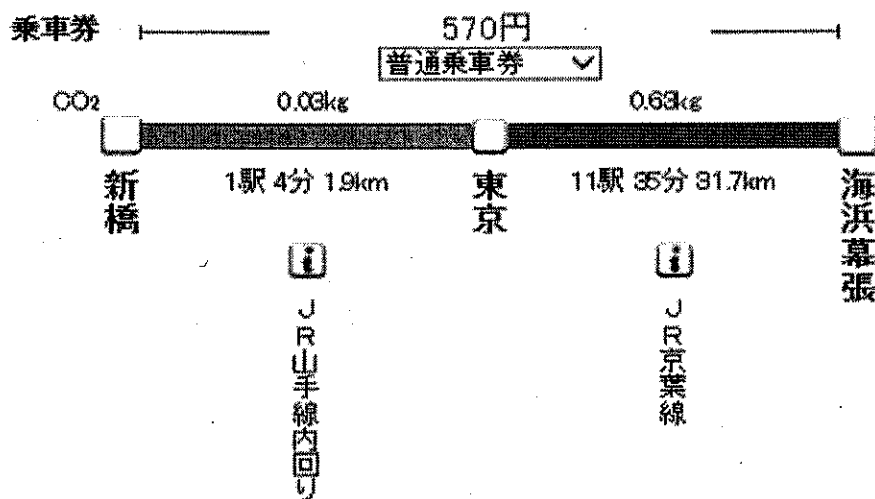 乗車券 570円
普通乗車券
CO2 0.03kg 0.63kg
1駅 4分 1.9km 11駅 35分 31.7km
新橋
東京
海浜幕張
i
i
JR山手線内回り
JR京葉線